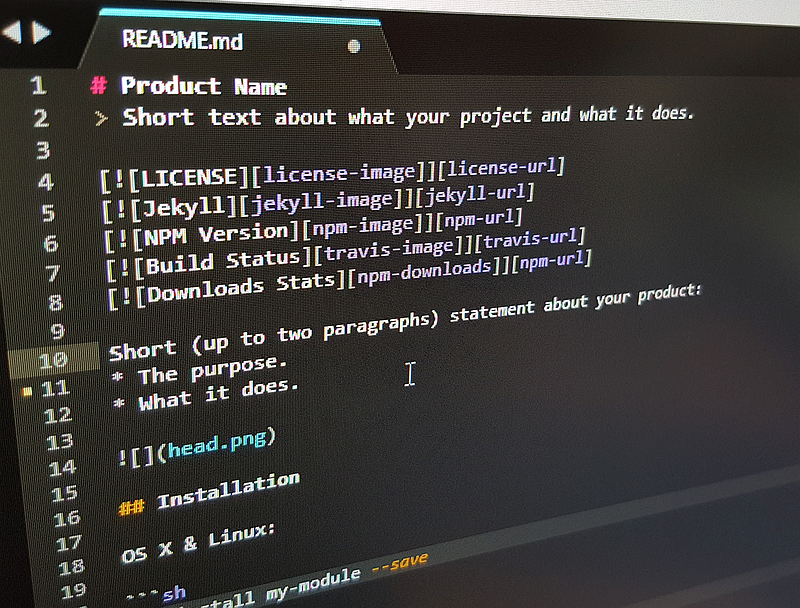 README.md
1 # Product Name
2 > Short text about what your project and what it does.
3
4 [![LICENSE][license-image]][license-url]
5 [![Jekyll][jekyll-image]][jekyll-url]
6 [![NPM Version][npm-image]][npm-url]
7 [![Build Status][travis-image]][travis-url]
8 [![Downloads Stats][npm-downloads]][npm-url]
9
10 Short (up to two paragraphs) statement about your product:
11 * The purpose.
12 * What it does.
13
14 ![](head.png)
15
16 ## Installation
17
18 OS X & Linux:
19
```sh
my-module --save